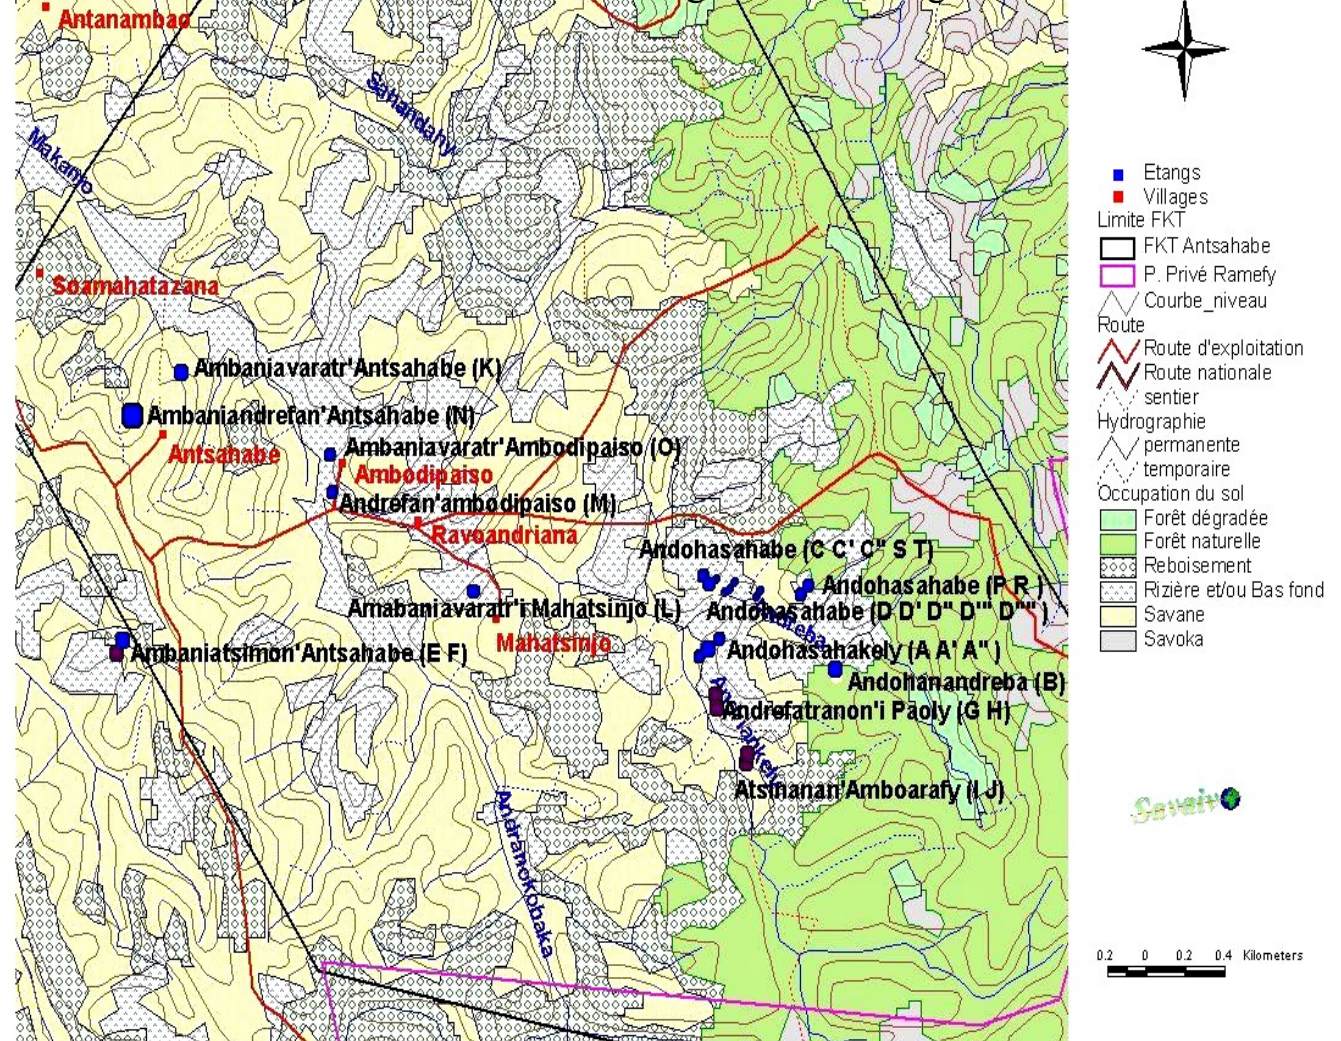 Antanambao
Sahandahy
Makamo
Soamahatazana
Ambaniavaratr'Antsahabe (K)
Ambaniandrefan'Antsahabe (N)
Antsahabe
Ambaniavaratr'Ambodipaiso (O)
Ambodipaiso
Andrefan'ambodipaiso (M)
Ravoandriana
Andohasahabe (C C' C" S T)
Andohasahabe (P R )
Amabaniavaratr'i Mahatsinjo (L)
Andohasahabe (D D' D" D'" D"" )
Mahatsinjo
Ambaniatsimon'Antsahabe (E F)
Andohasahakely (A A' A" )
Andohanandreba (B)
Andrefatranon'i Paoly (G H)
Atsinanan'Amboarafy (I J)
Andranokobaka
Etangs
Villages
Limite FKT
FKT Antsahabe
P. Privé Ramefy
Courbe_niveau
Route
Route d'exploitation
Route nationale
sentier
Hydrographie
permanente
temporaire
Occupation du sol
Forêt dégradée
Forêt naturelle
Reboisement
Rizière et/ou Bas fond
Savane
Savoka
Savaiv
0.2 0 0.2 0.4 Kilometers